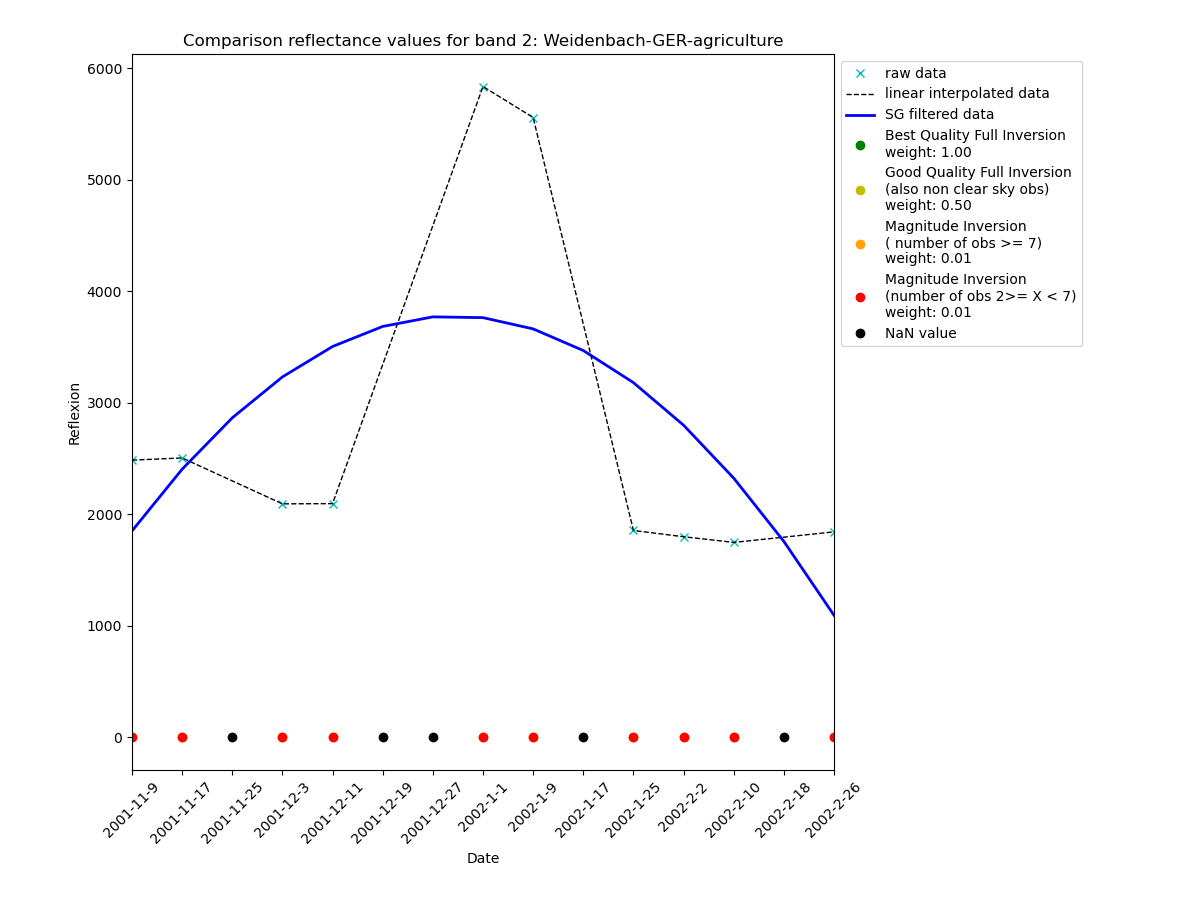 Comparison reflectance values for band 2: Weidenbach-GER-agriculture
6000
5000
4000
3000
2000
1000
0
Reflexion
2001-11-9
2001-11-17
2001-11-25
2001-12-3
2001-12-11
2001-12-19
2001-12-27
2002-1-1
2002-1-9
2002-1-17
2002-1-25
2002-2-2
2002-2-10
2002-2-18
2002-2-26
Date
raw data
linear interpolated data
SG filtered data
Best Quality Full Inversion
weight: 1.00
Good Quality Full Inversion
(also non clear sky obs)
weight: 0.50
Magnitude Inversion
( number of obs >= 7)
weight: 0.01
Magnitude Inversion
(number of obs 2>= X < 7)
weight: 0.01
NaN value